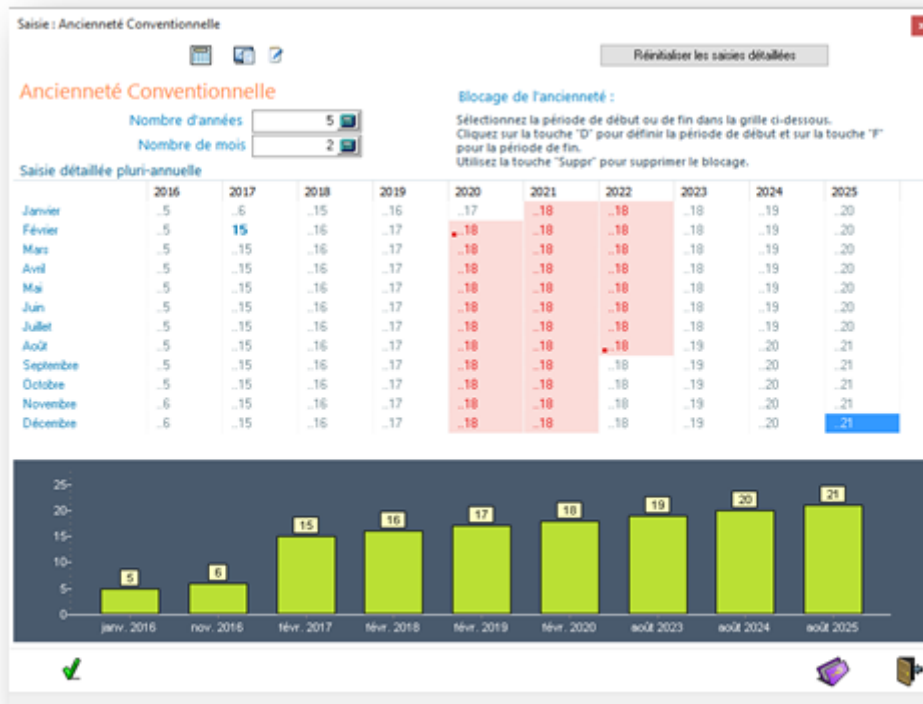 Saisie : Ancienneté Conventionnelle
Réinitialiser les saisies détaillées
Ancienneté Conventionnelle
Blocage de l'ancienneté :
Nombre d'années 5
Nombre de mois 2
Sélectionnez la période de début ou de fin dans la grille ci-dessous.
Cliquez sur la touche "D" pour définir la période de début et sur la touche "F"
pour la période de fin.
Utilisez la touche "Suppr" pour supprimer le blocage.
Saisie détaillée pluri-annuelle
2016 2017 2018 2019 2020 2021 2022 2023 2024 2025
Janvier ..5 ..6 ..15 ..16 ..17 ..18 ..18 ..18 ..19 ..20
Février ..5 15 ..16 ..17 ..18 ..18 ..18 ..18 ..19 ..20
Mars ..5 ..15 ..16 ..17 ..18 ..18 ..18 ..18 ..19 ..20
Avril ..5 ..15 ..16 ..17 ..18 ..18 ..18 ..18 ..19 ..20
Mai ..5 ..15 ..16 ..17 ..18 ..18 ..18 ..18 ..19 ..20
Juin ..5 ..15 ..16 ..17 ..18 ..18 ..18 ..18 ..19 ..20
Juillet ..5 ..15 ..16 ..17 ..18 ..18 ..18 ..18 ..19 ..20
Août ..5 ..15 ..16 ..17 ..18 ..18 ..18 ..19 ..20 ..21
Septembre ..5 ..15 ..16 ..17 ..18 ..18 ..18 ..19 ..20 ..21
Octobre ..5 ..15 ..16 ..17 ..18 ..18 ..18 ..19 ..20 ..21
Novembre ..6 ..15 ..16 ..17 ..18 ..18 ..18 ..19 ..20 ..21
Décembre ..6 ..15 ..16 ..17 ..18 ..18 ..18 ..19 ..20 ..21
25
20
15
10
5
0
5 6 15 16 17 18 19 20 21
janv. 2016 nov. 2016 févr. 2017 févr. 2018 févr. 2019 févr. 2020 août 2023 août 2024 août 2025